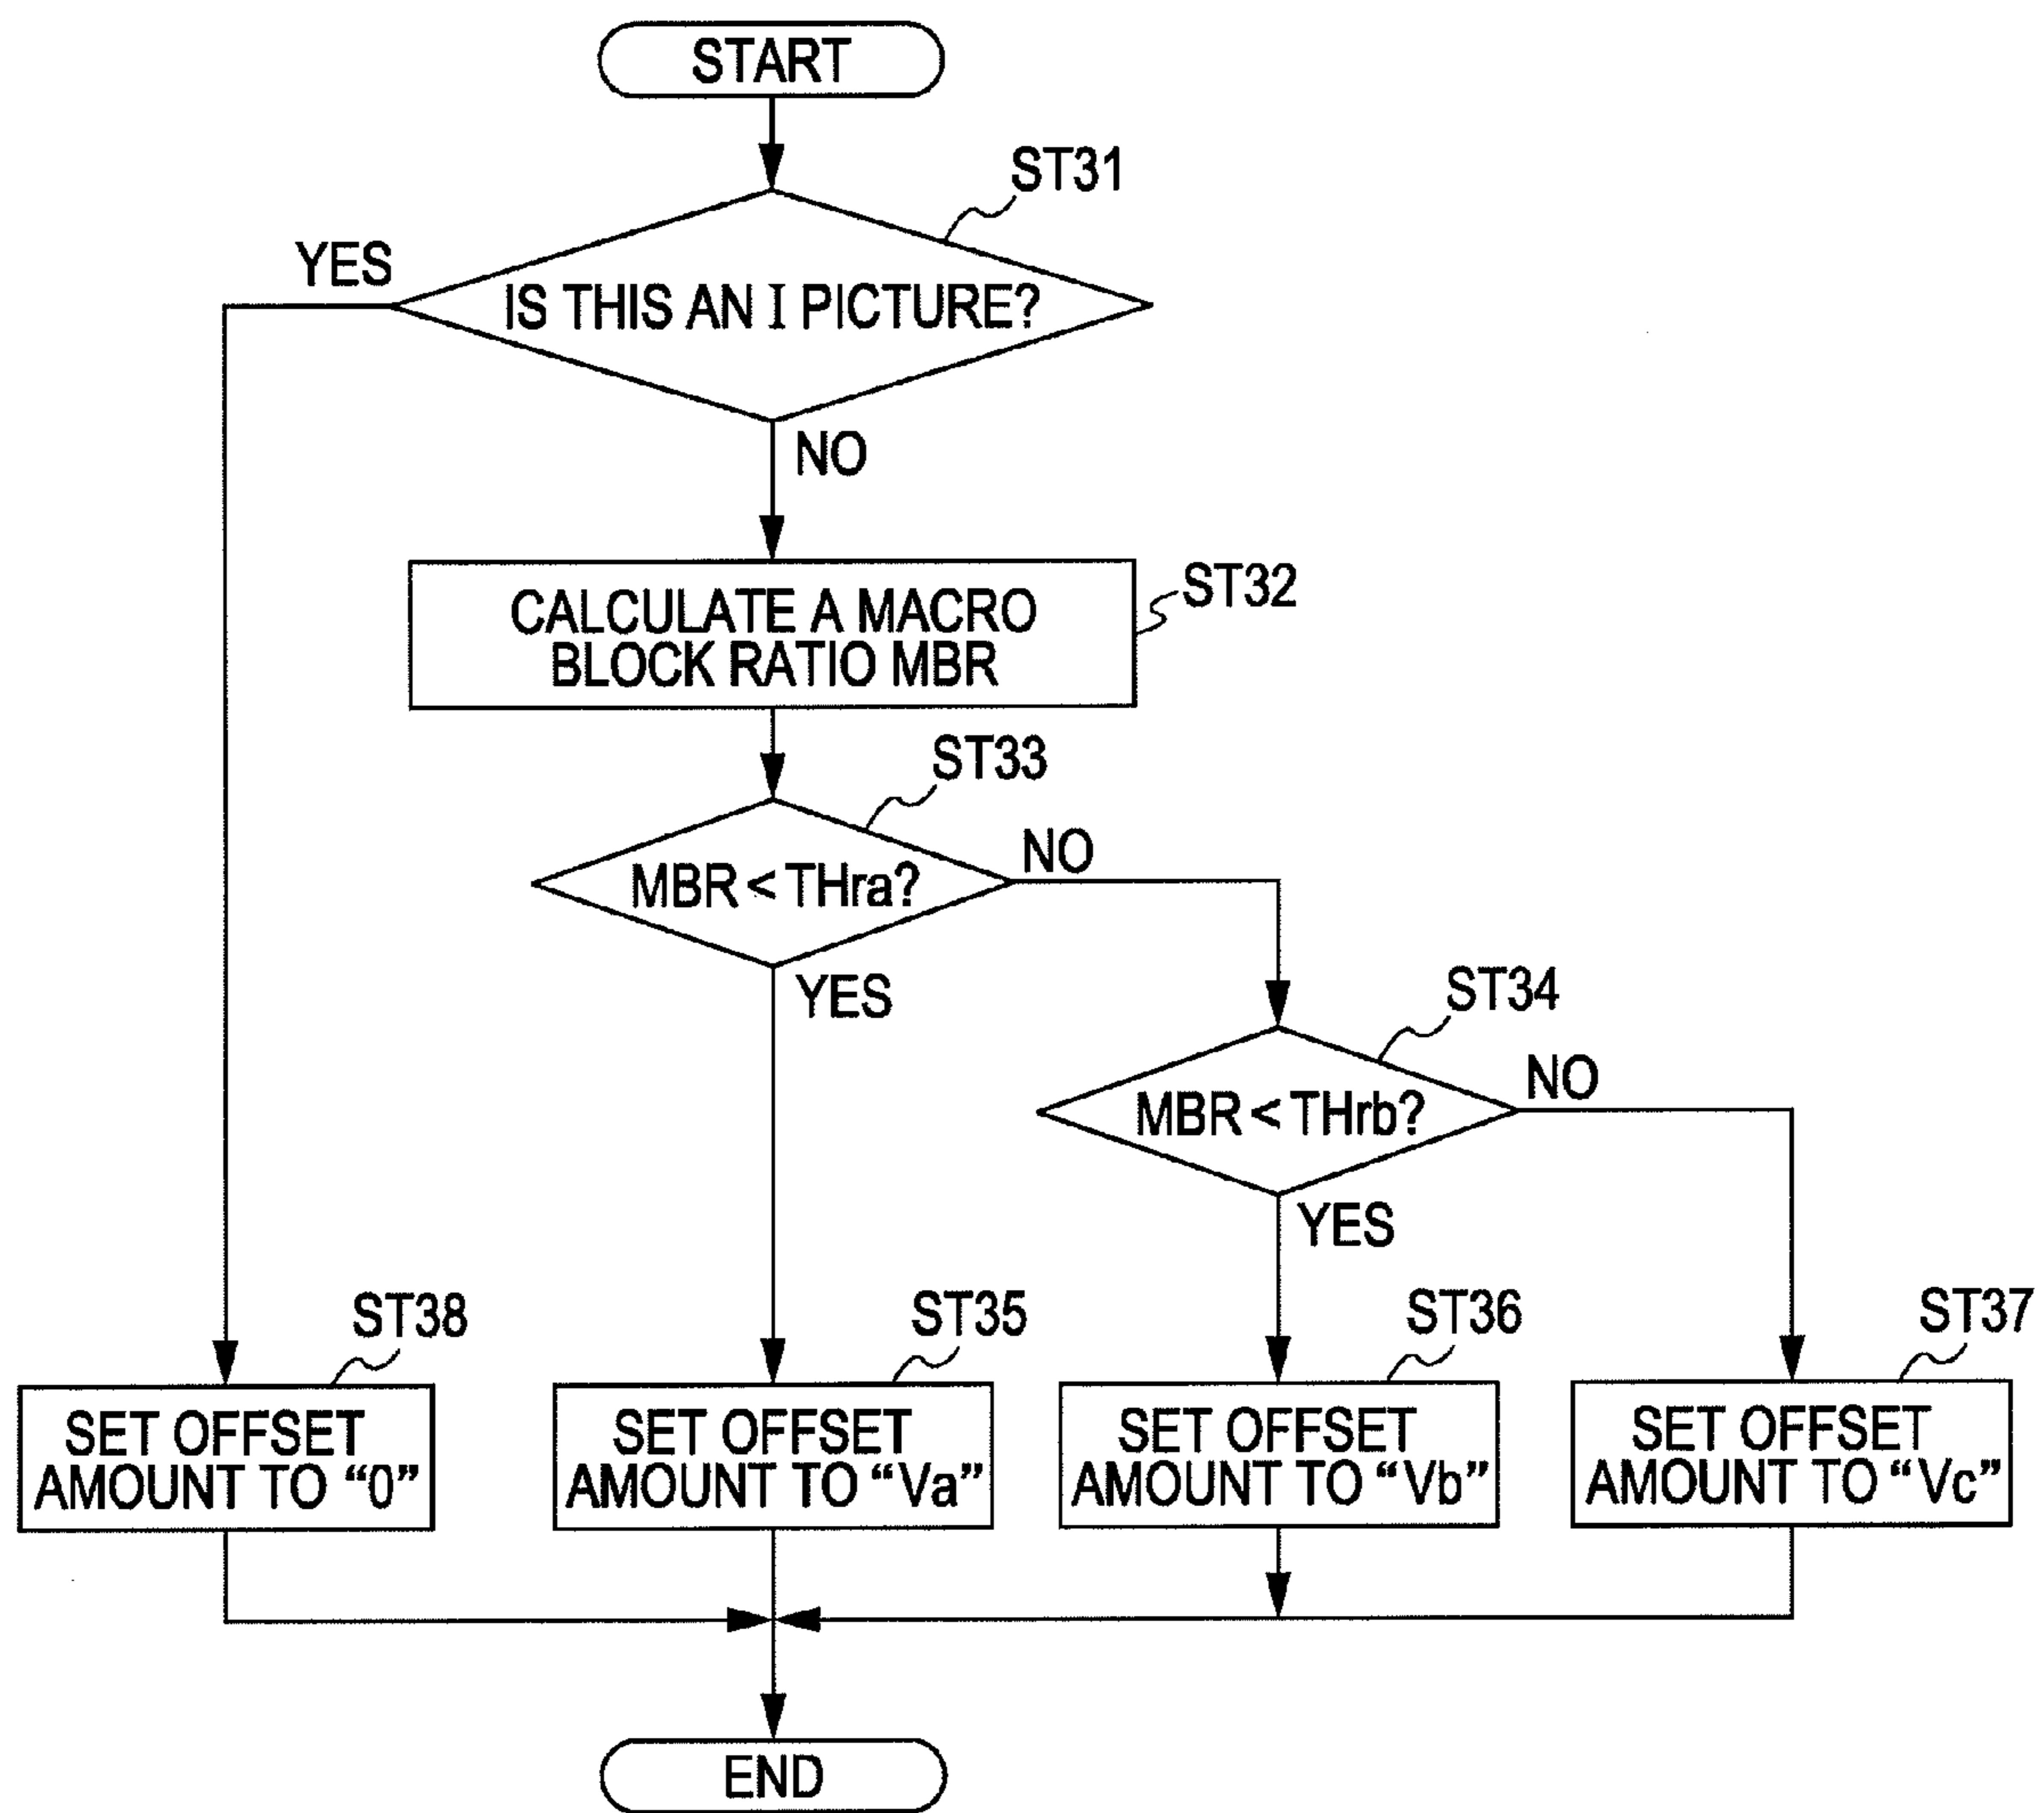 START
ST31
YES
IS THIS AN I PICTURE?
NO
CALCULATE A MACRO
BLOCK RATIO MBR
ST32
ST33
MBR < THra?
NO
YES
ST34
MBR < THrb?
NO
YES
ST38
SET OFFSET
AMOUNT TO “0”
ST35
SET OFFSET
AMOUNT TO “Va”
ST36
SET OFFSET
AMOUNT TO “Vb”
ST37
SET OFFSET
AMOUNT TO “Vc”
END